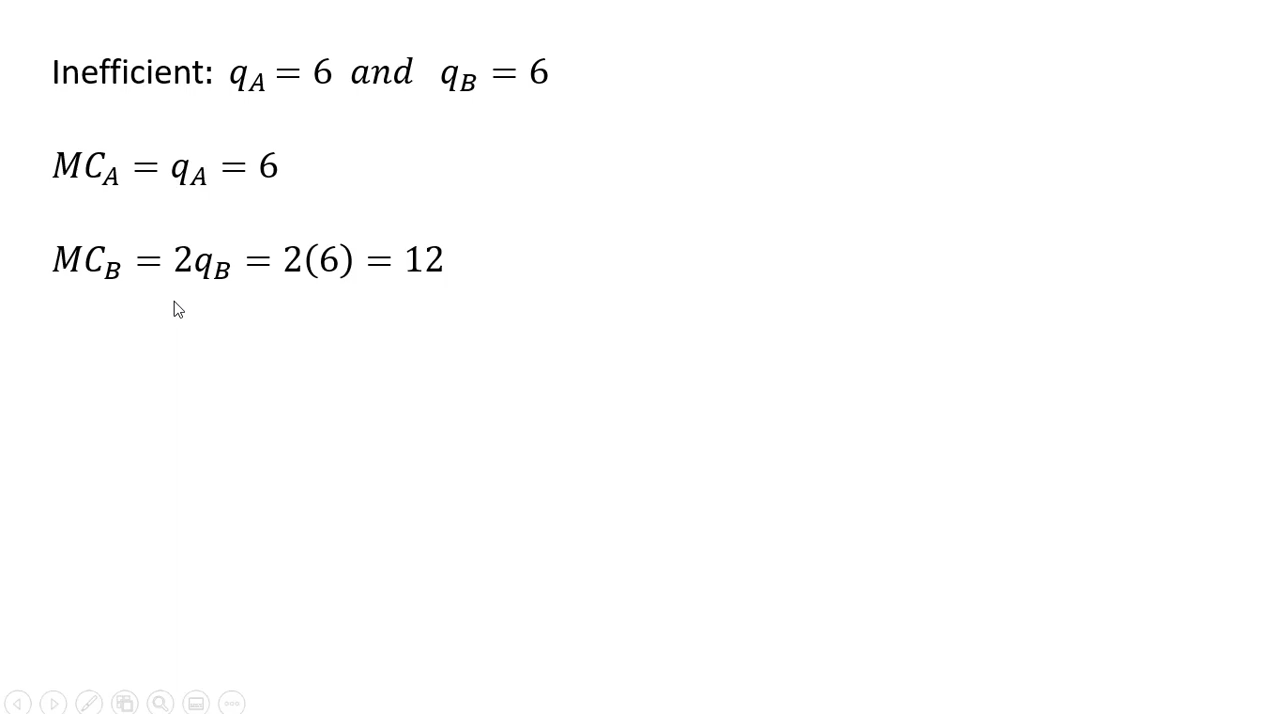 Inefficient: q_A = 6 and q_B = 6
MC_A = q_A = 6
MC_B = 2q_B = 2(6) = 12